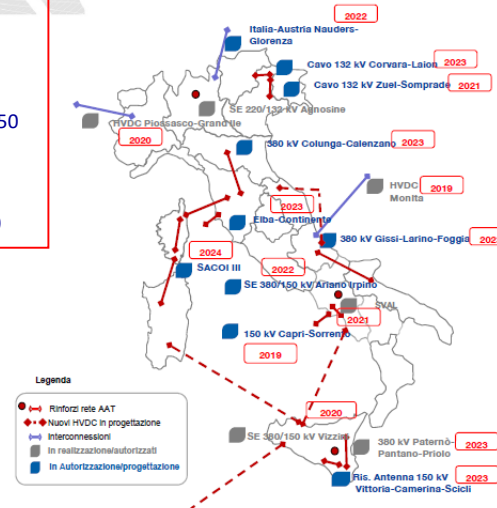 2022
Italia-Austria Nauders-
Glorenza
Cavo 132 kV Corvara-Laion
2023
Cavo 132 kV Zuel-Somprade
2021
SE 220/132 kV Agnosine
50
HVDC Piossasco-Grand Ile
2020
380 kV Colunga-Calenzano
2023
HVDC
Monita
2019
2023
Elba-Continente
380 kV Gissi-Larino-Foggia
2024
SACOI III
2022
SE 380/150 kV Ariano Irpino
SVAL
2021
150 kV Capri-Sorrento
2019
Legenda
Rinforzi rete AAT
Nuovi HVDC in progettazione
Interconnessioni
In realizzazione/autorizzati
In Autorizzazione/progettazione
2020
SE 380/150 kV Vizzini
380 kV Paternò-
Pantano-Priolo
2023
Ris. Antenna 150 kV
Vittoria-Camerina-Scicli
2023